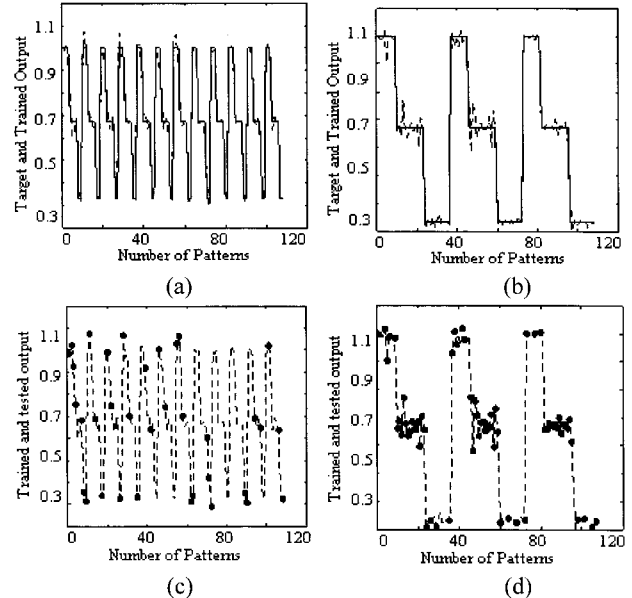 Target and Trained Output
1.1
0.9
0.7
0.5
0.3
0 40 80 120
Number of Patterns
(a)
Target and Trained Output
1.1
0.9
0.7
0.5
0.3
0 40 80 120
Number of Patterns
(b)
Trained and tested output
1.1
0.9
0.7
0.5
0.3
0 40 80 120
Number of Patterns
(c)
Trained and tested output
1.1
0.9
0.7
0.5
0.3
0 40 80 120
Number of Patterns
(d)